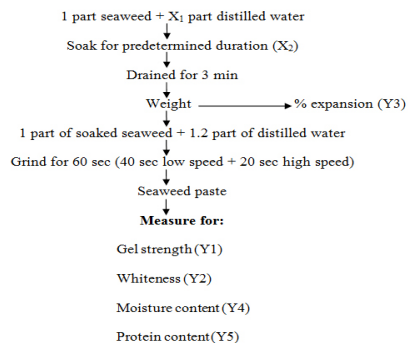 1 part seaweed + X₁ part distilled water
Soak for predetermined duration (X₂)
Drained for 3 min
Weight % expansion (Y3)
1 part of soaked seaweed + 1.2 part of distilled water
Grind for 60 sec (40 sec low speed + 20 sec high speed)
Seaweed paste
Measure for:
Gel strength (Y1)
Whiteness (Y2)
Moisture content (Y4)
Protein content(Y5)